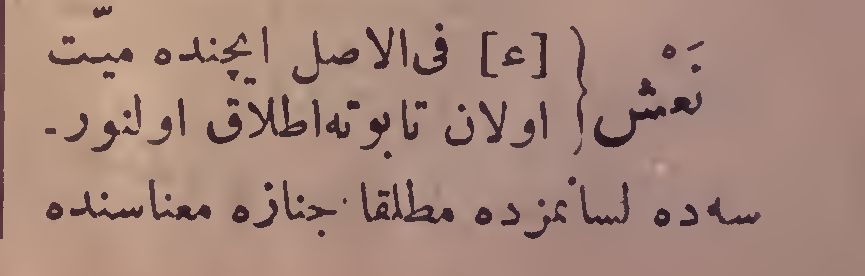 نَعْش} [ع] فى الاصل ايچنده ميّت
اولان تابوته اطلاق اولنور-
سه ده لسانمزده مطلقا جنازه معناسنده